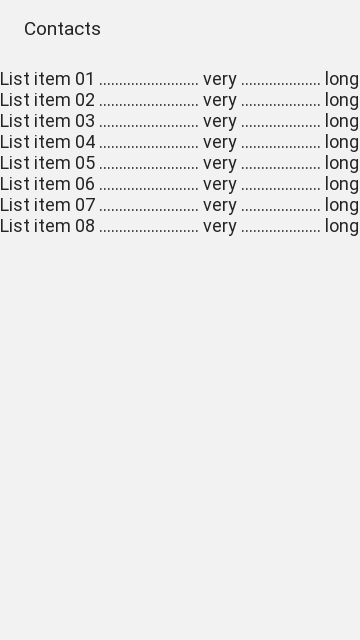 Contacts
List item 01 ......................... very .................... long
List item 02 ......................... very .................... long
List item 03 ......................... very .................... long
List item 04 ......................... very .................... long
List item 05 ......................... very .................... long
List item 06 ......................... very .................... long
List item 07 ......................... very .................... long
List item 08 ......................... very .................... long